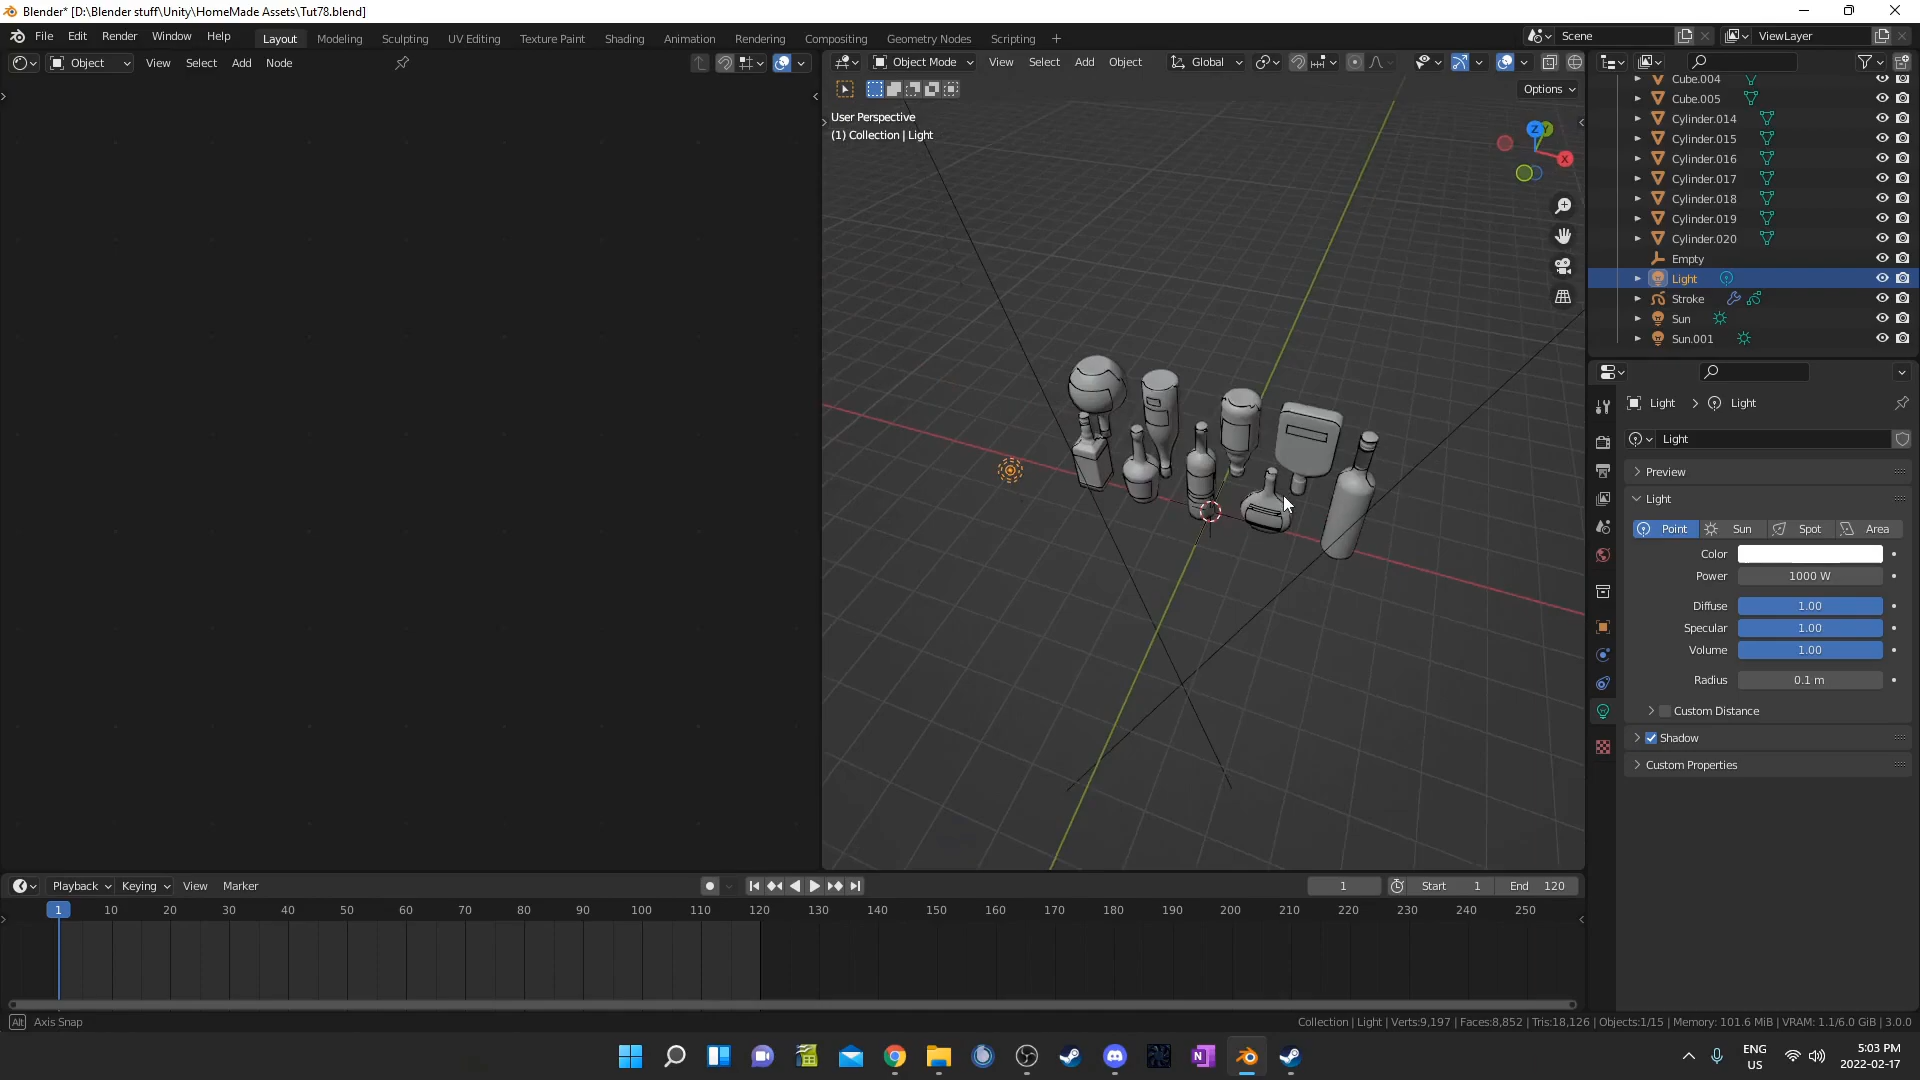 Blender* [D:\Blender stuff\Unity\HomeMade Assets\Tut78.blend]
File Edit Render Window Help Layout Modeling Sculpting UV Editing Texture Paint Shading Animation Rendering Compositing Geometry Nodes Scripting + Scene ViewLayer
Object View Select Add Node
Object Mode View Select Add Object Global
Options
User Perspective
(1) Collection | Light
Z
X
Cube.004
Cube.005
Cylinder.014
Cylinder.015
Cylinder.016
Cylinder.017
Cylinder.018
Cylinder.019
Cylinder.020
Empty
Light
Stroke
Sun
Sun.001
Light > Light
Light
Preview
Light
Point Sun Spot Area
Color
Power 1000 W
Diffuse 1.00
Specular 1.00
Volume 1.00
Radius 0.1 m
Custom Distance
Shadow
Custom Properties
Playback Keying View Marker 1 Start 1 End 120
1 10 20 30 40 50 60 70 80 90 100 110 120 130 140 150 160 170 180 190 200 210 220 230 240 250
Alt Axis Snap
Collection | Light | Verts:9,197 | Faces:8,852 | Tris:18,126 | Objects:1/15 | Memory: 101.6 MiB | VRAM: 1.1/6.0 GiB | 3.0.0
ENG
US
5:03 PM
2022-02-17